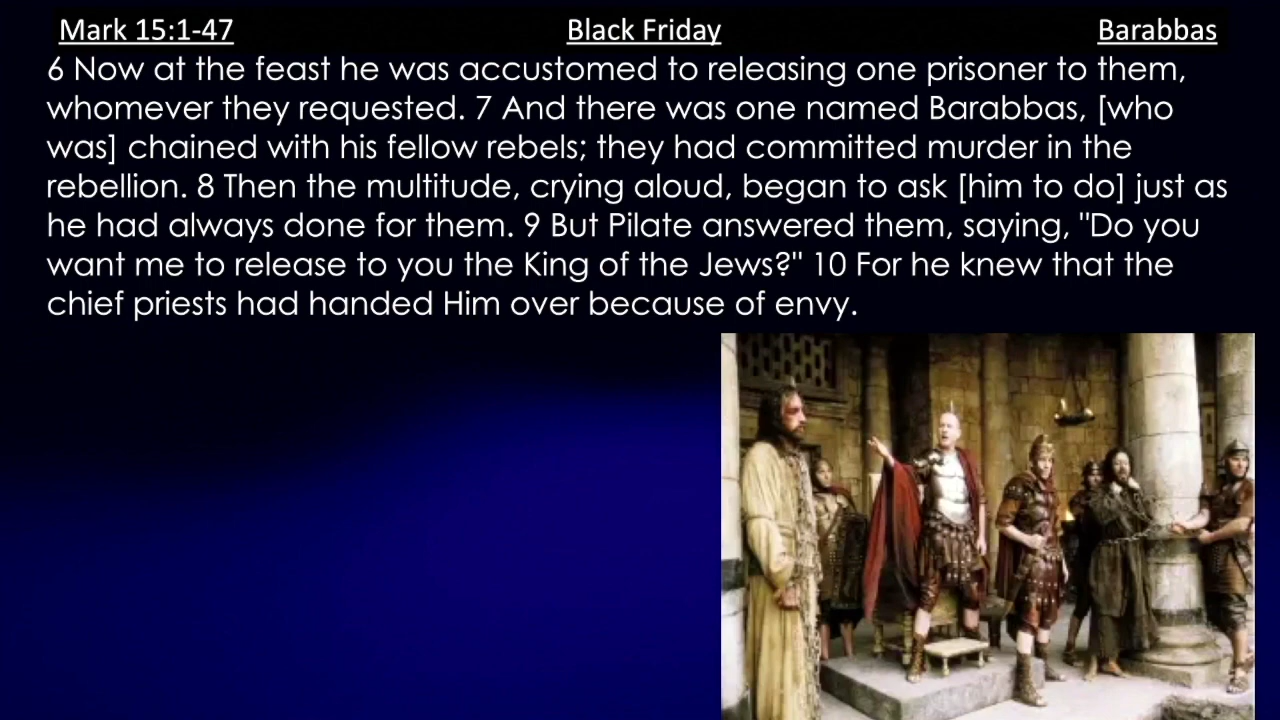 Mark 15:1-47 Black Friday Barabbas
6 Now at the feast he was accustomed to releasing one prisoner to them,
whomever they requested. 7 And there was one named Barabbas, [who
was] chained with his fellow rebels; they had committed murder in the
rebellion. 8 Then the multitude, crying aloud, began to ask [him to do] just as
he had always done for them. 9 But Pilate answered them, saying, "Do you
want me to release to you the King of the Jews?" 10 For he knew that the
chief priests had handed Him over because of envy.